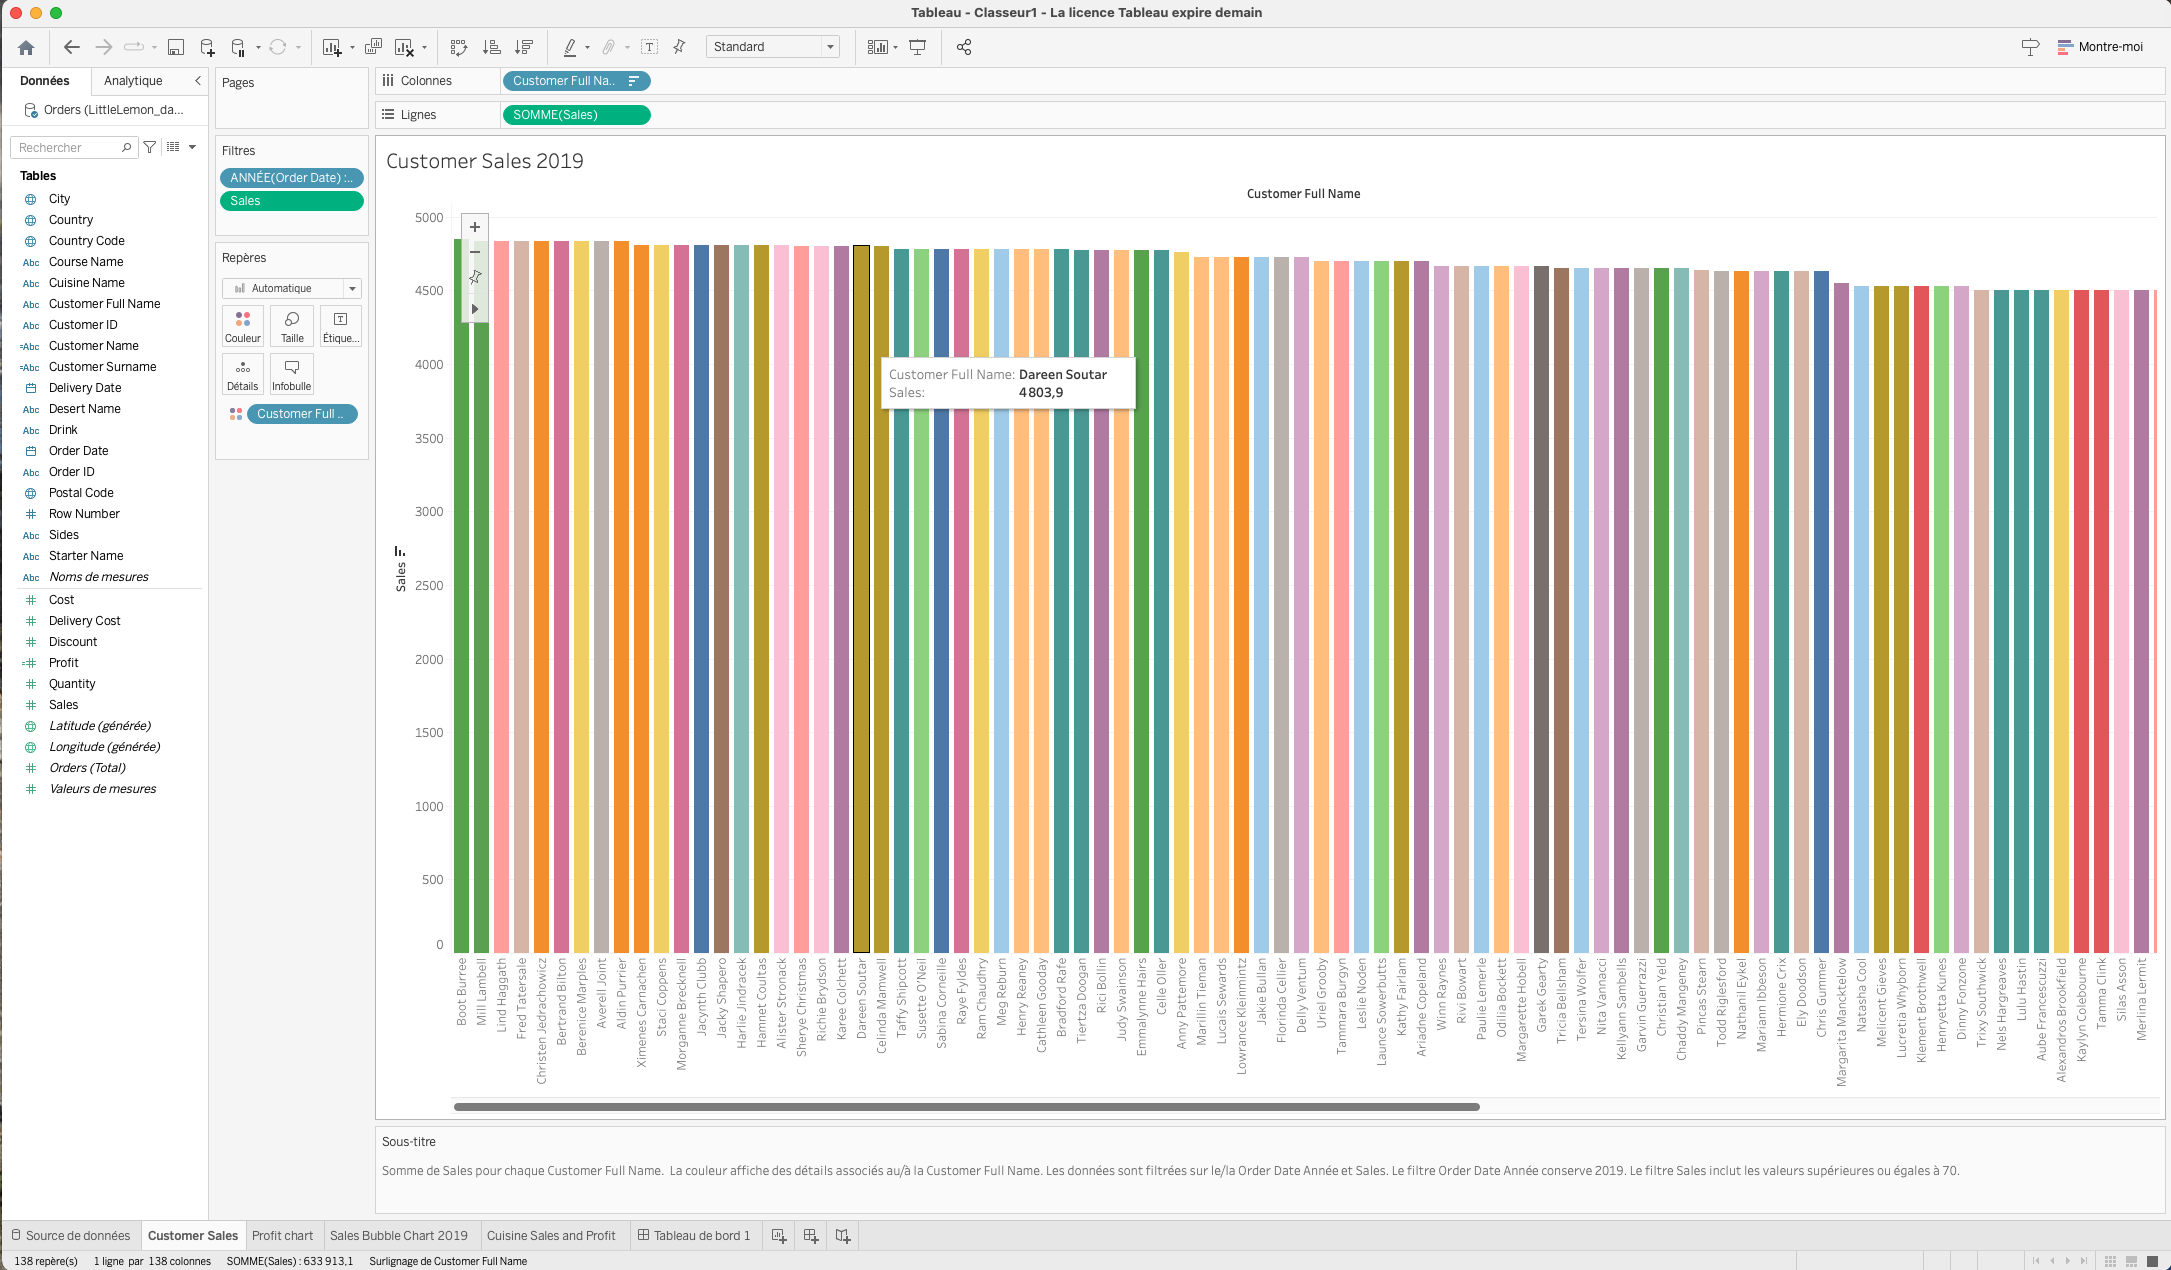 Tableau - Classeur1 - La licence Tableau expire demain
Standard
Montre-moi
Données
Analytique
Orders (LittleLemon_da...
Rechercher
Tables
City
Country
Country Code
Abc Course Name
Abc Cuisine Name
Abc Customer Full Name
Abc Customer ID
=Abc Customer Name
=Abc Customer Surname
Delivery Date
Abc Desert Name
Abc Drink
Order Date
Abc Order ID
Postal Code
Row Number
Abc Sides
Abc Starter Name
Abc Noms de mesures
Cost
Delivery Cost
Discount
Profit
Quantity
Sales
Latitude (générée)
Longitude (générée)
Orders (Total)
Valeurs de mesures
Pages
Filtres
ANNÉE(Order Date) :..
Sales
Repères
Automatique
Couleur
Taille
Étique...
Détails
Infobulle
Customer Full ..
Colonnes
Customer Full Na..
Lignes
SOMME(Sales)
Customer Sales 2019
Customer Full Name
5000
4500
4000
3500
3000
2500
2000
1500
1000
500
0
Sales
Customer Full Name: Dareen Soutar
Sales: 4 803,9
Boot Burree
Mill Lambell
Lind Haggath
Fred Tatersale
Christen Jedrachowicz
Bertrand Bilton
Berenice Marples
Averell Joint
Aldin Purrier
Ximenes Carnachen
Staci Coppens
Morganne Brecknell
Jacynth Clubb
Jacky Shapero
Harlie Jindracek
Hamnet Coultas
Alister Stronack
Sherye Christmas
Richie Brydson
Karee Colchett
Dareen Soutar
Celinda Mamwell
Taffy Shipcott
Susette O'Neil
Sabina Corneille
Raye Fyldes
Ram Chaudhry
Meg Reburn
Henry Reaney
Cathleen Gooday
Bradford Rafe
Tiertza Doogan
Rici Bollin
Judy Swainson
Emmalynne Hairs
Celle Oller
Anny Pattemore
Marillin Tieman
Lucais Sewards
Lowrance Kleinmintz
Jakie Bullan
Florinda Cellier
Delly Ventum
Uriel Grooby
Tammara Burgyn
Leslie Noden
Launce Sowerbutts
Kathy Fairlam
Ariadne Copeland
Winn Raynes
Rivi Bowart
Paulie Lemerle
Odilia Bockett
Margarette Hobell
Garek Gearty
Tricia Bellsham
Tersina Wolfer
Nita Vannacci
Kellyann Sambells
Garvin Guerrazzi
Christian Yeld
Chaddy Mangeney
Pincas Stearn
Todd Riglesford
Nathanil Eykel
Mariann Ibbeson
Hermione Crix
Ely Doodson
Chris Gummer
Margarita Mancktelow
Natasha Cool
Melicent Gieves
Lucretia Whyborn
Klement Brothwell
Henryetta Kunes
Dinny Fonzone
Trixy Southwick
Nels Hargreaves
Lulu Hastin
Aube Francescuzzi
Alexandros Brookfield
Kaylyn Colebourne
Tamma Clink
Silas Asson
Merlina Lermit
Sous-titre
Somme de Sales pour chaque Customer Full Name.  La couleur affiche des détails associés au/à la Customer Full Name. Les données sont filtrées sur le/la Order Date Année et Sales. Le filtre Order Date Année conserve 2019. Le filtre Sales inclut les valeurs supérieures ou égales à 70.
Source de données
Customer Sales
Profit chart
Sales Bubble Chart 2019
Cuisine Sales and Profit
Tableau de bord 1
138 repère(s) 1 ligne par 138 colonnes SOMME(Sales) : 633 913,1 Surlignage de Customer Full Name